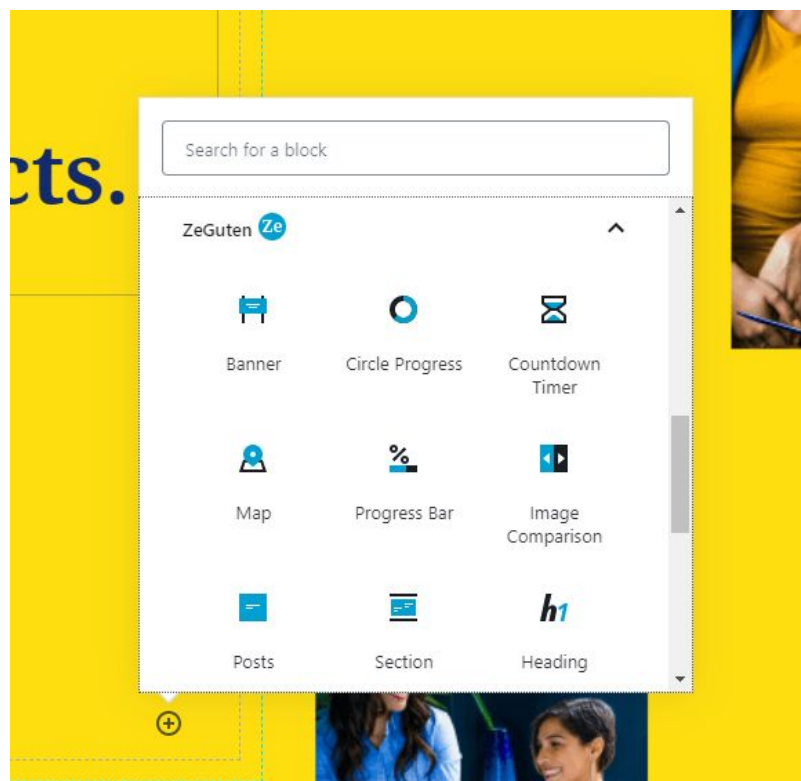 cts.
Search for a block
ZeGuten Ze
Banner
Circle Progress
Countdown
Timer
Map
%
Progress Bar
Image
Comparison
Posts
Section
h1
Heading